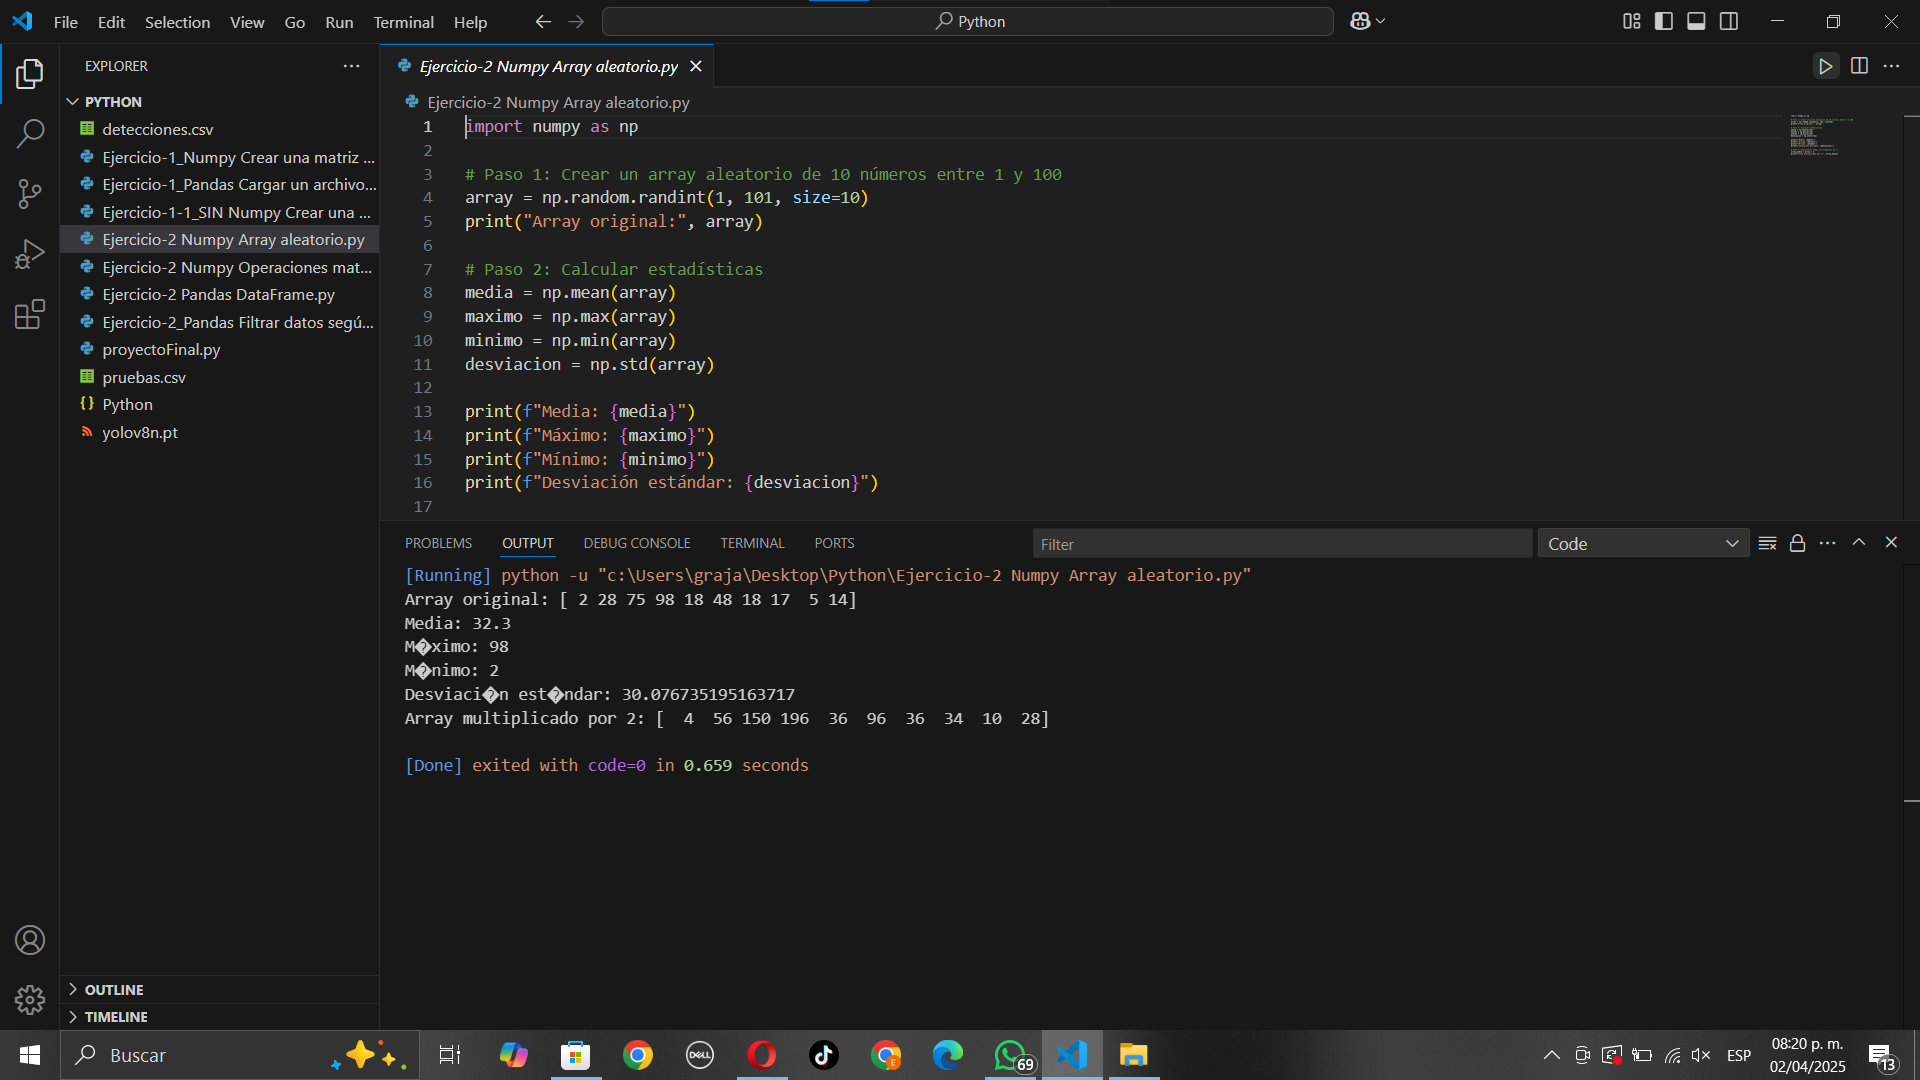 File Edit Selection View Go Run Terminal Help
Python
EXPLORER
PYTHON
detecciones.csv
Ejercicio-1_Numpy Crear una matriz ...
Ejercicio-1_Pandas Cargar un archivo...
Ejercicio-1-1_SIN Numpy Crear una ...
Ejercicio-2 Numpy Array aleatorio.py
Ejercicio-2 Numpy Operaciones mat...
Ejercicio-2 Pandas DataFrame.py
Ejercicio-2_Pandas Filtrar datos segú...
proyectoFinal.py
pruebas.csv
Python
yolov8n.pt
OUTLINE
TIMELINE
Ejercicio-2 Numpy Array aleatorio.py
Ejercicio-2 Numpy Array aleatorio.py
1 import numpy as np
2
3 # Paso 1: Crear un array aleatorio de 10 números entre 1 y 100
4 array = np.random.randint(1, 101, size=10)
5 print("Array original:", array)
6
7 # Paso 2: Calcular estadísticas
8 media = np.mean(array)
9 maximo = np.max(array)
10 minimo = np.min(array)
11 desviacion = np.std(array)
12
13 print(f"Media: {media}")
14 print(f"Máximo: {maximo}")
15 print(f"Mínimo: {minimo}")
16 print(f"Desviación estándar: {desviacion}")
17
PROBLEMS OUTPUT DEBUG CONSOLE TERMINAL PORTS
Filter
Code
[Running] python -u "c:\Users\graja\Desktop\Python\Ejercicio-2 Numpy Array aleatorio.py"
Array original: [ 2 28 75 98 18 48 18 17  5 14]
Media: 32.3
M�ximo: 98
M�nimo: 2
Desviaci�n est�ndar: 30.076735195163717
Array multiplicado por 2: [  4  56 150 196  36  96  36  34  10  28]
[Done] exited with code=0 in 0.659 seconds
Buscar
DELL
E
69
ESP
08:20 p. m.
02/04/2025
13